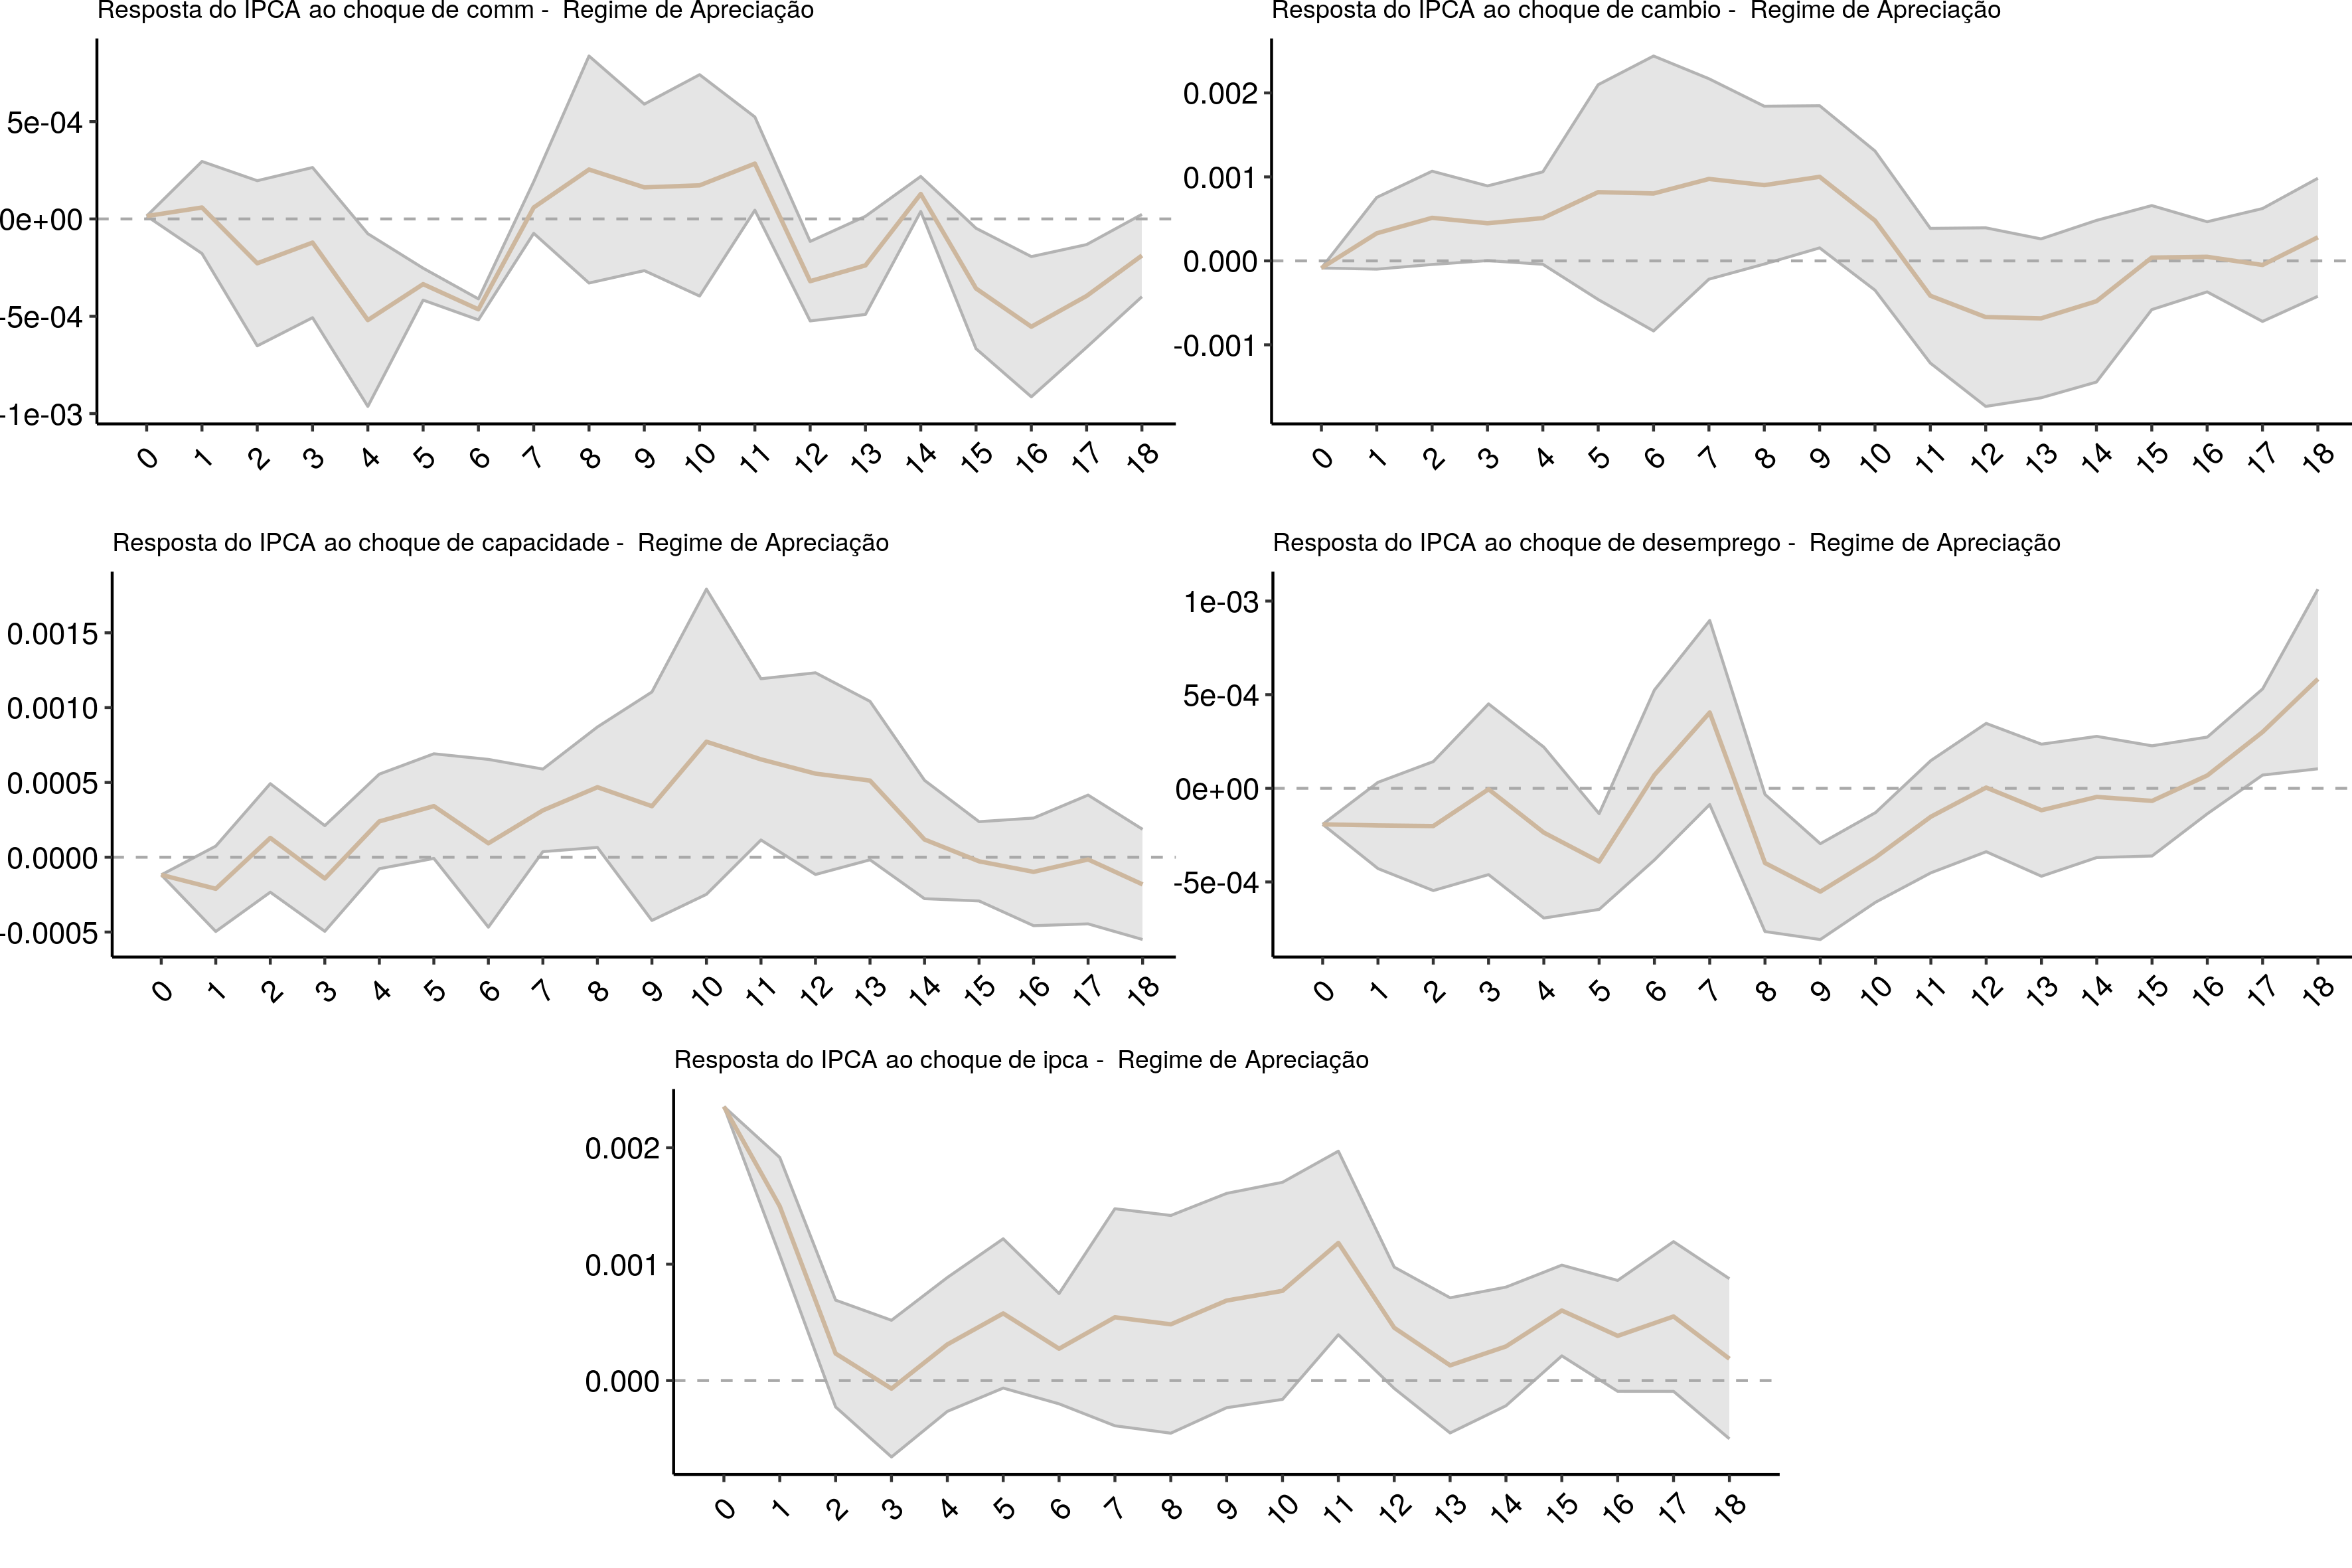 Resposta do IPCA ao choque de comm -  Regime de Apreciação
5e-04
0e+00
-5e-04
-1e-03
0 1 2 3 4 5 6 7 8 9 10 11 12 13 14 15 16 17 18
Resposta do IPCA ao choque de cambio -  Regime de Apreciação
0.002
0.001
0.000
-0.001
0 1 2 3 4 5 6 7 8 9 10 11 12 13 14 15 16 17 18
Resposta do IPCA ao choque de capacidade -  Regime de Apreciação
0.0015
0.0010
0.0005
0.0000
-0.0005
0 1 2 3 4 5 6 7 8 9 10 11 12 13 14 15 16 17 18
Resposta do IPCA ao choque de desemprego -  Regime de Apreciação
1e-03
5e-04
0e+00
-5e-04
0 1 2 3 4 5 6 7 8 9 10 11 12 13 14 15 16 17 18
Resposta do IPCA ao choque de ipca -  Regime de Apreciação
0.002
0.001
0.000
0 1 2 3 4 5 6 7 8 9 10 11 12 13 14 15 16 17 18